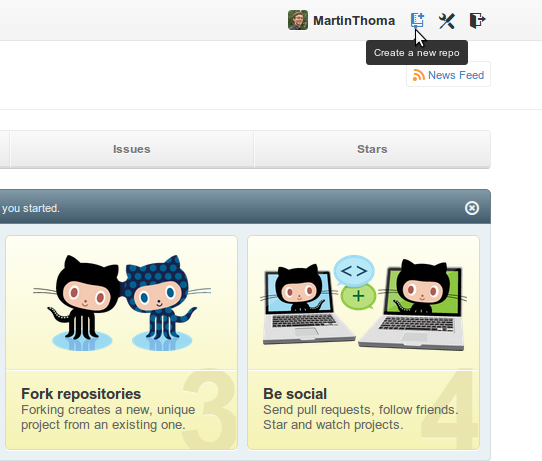 MartinThoma
Create a new repo
News Feed
Issues
Stars
you started.
<>
+
3
4
Fork repositories
Forking creates a new, unique
project from an existing one.
Be social
Send pull requests, follow friends.
Star and watch projects.